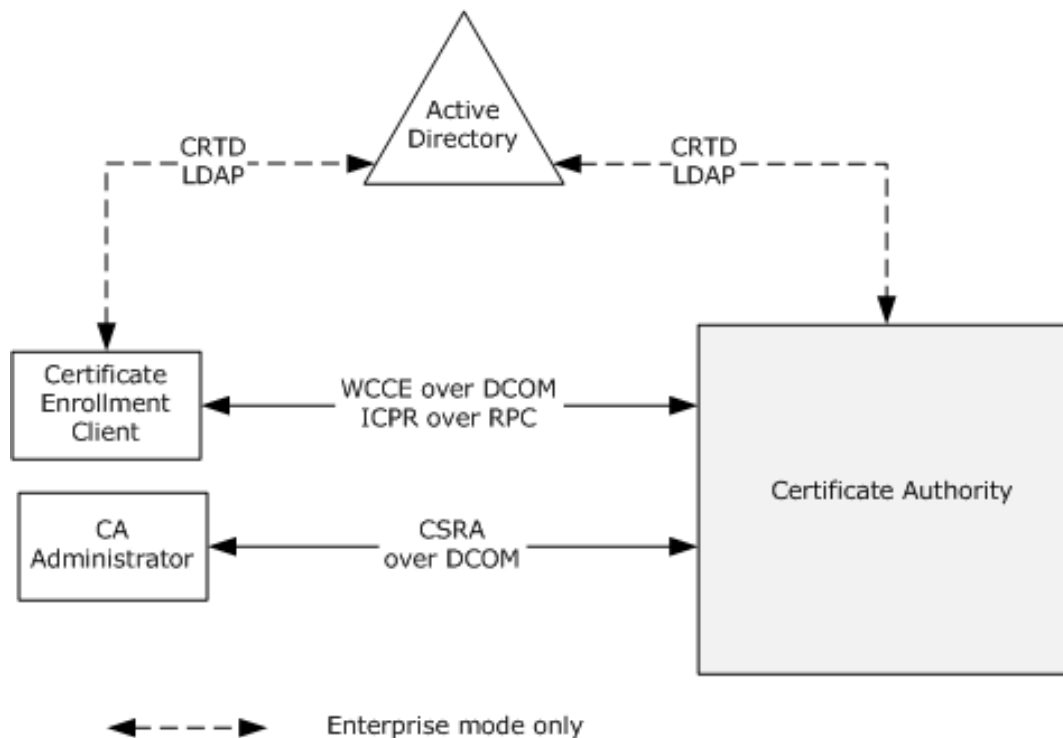 Active
Directory
CRTD
LDAP
CRTD
LDAP
Certificate
Enrollment
Client
WCCE over DCOM
ICPR over RPC
Certificate Authority
CA
Administrator
CSRA
over DCOM
Enterprise mode only